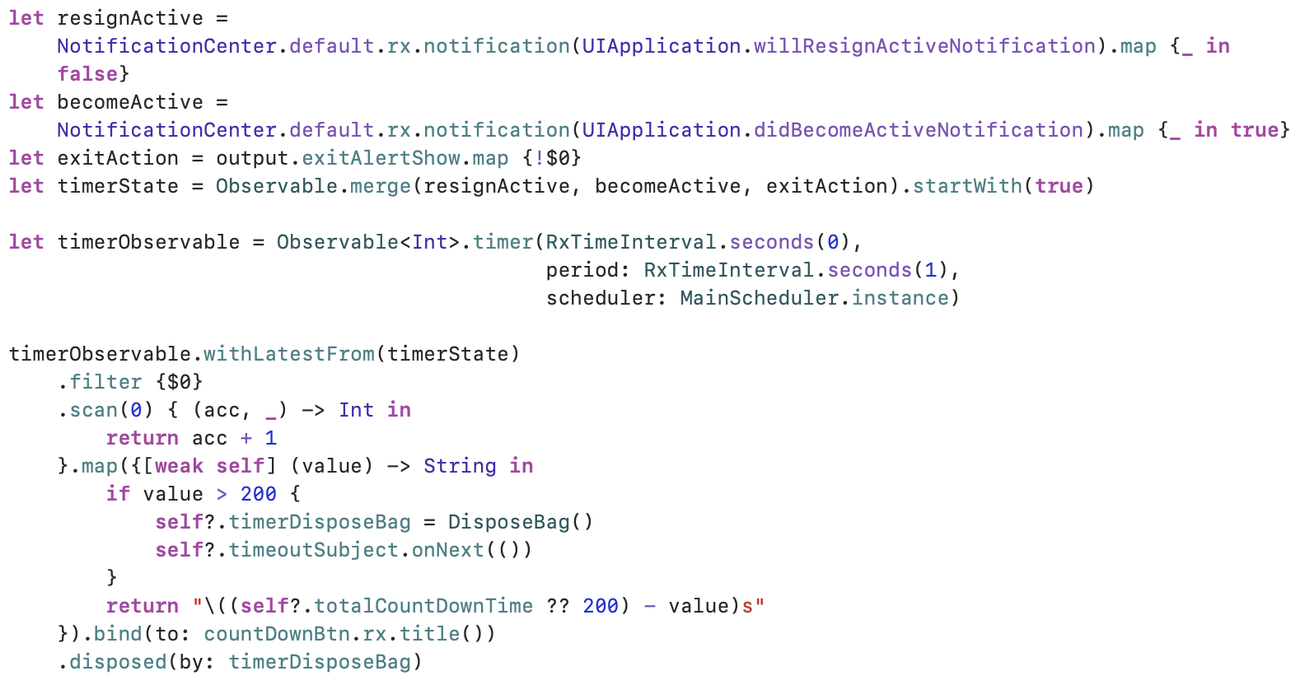 let resignActive =
    NotificationCenter.default.rx.notification(UIApplication.willResignActiveNotification).map {_ in
    false}
let becomeActive =
    NotificationCenter.default.rx.notification(UIApplication.didBecomeActiveNotification).map {_ in true}
let exitAction = output.exitAlertShow.map {!$0}
let timerState = Observable.merge(resignActive, becomeActive, exitAction).startWith(true)

let timerObservable = Observable<Int>.timer(RxTimeInterval.seconds(0),
                                            period: RxTimeInterval.seconds(1),
                                            scheduler: MainScheduler.instance)

timerObservable.withLatestFrom(timerState)
    .filter {$0}
    .scan(0) { (acc, _) -> Int in
        return acc + 1
    }.map({[weak self] (value) -> String in
        if value > 200 {
            self?.timerDisposeBag = DisposeBag()
            self?.timeoutSubject.onNext(())
        }
        return "\((self?.totalCountDownTime ?? 200) - value)s"
    }).bind(to: countDownBtn.rx.title())
    .disposed(by: timerDisposeBag)